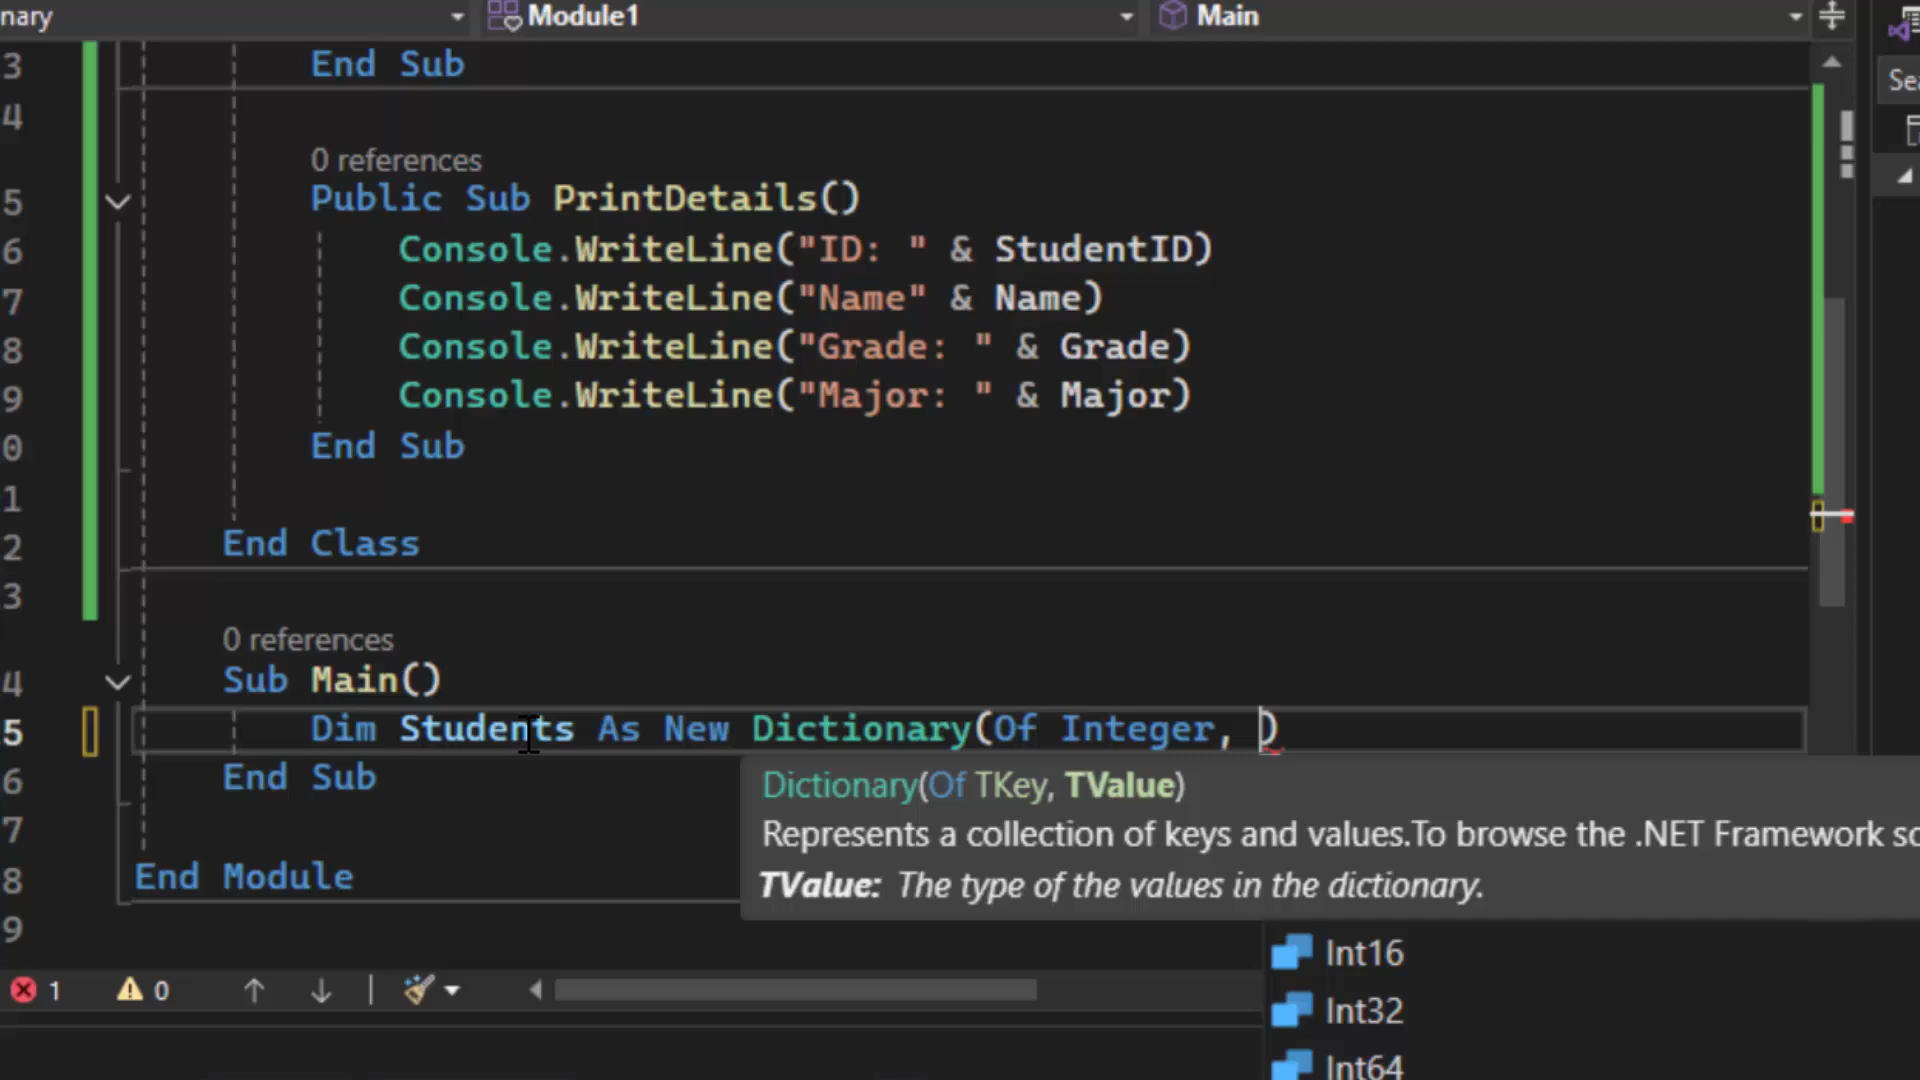 nary Module1 Main
3 End Sub
Sea
4
0 references
5 Public Sub PrintDetails()
6 Console.WriteLine("ID: " & StudentID)
7 Console.WriteLine("Name" & Name)
8 Console.WriteLine("Grade: " & Grade)
9 Console.WriteLine("Major: " & Major)
0 End Sub
1
2 End Class
3
0 references
4 Sub Main()
5 Dim Students As New Dictionary(Of Integer, )
6 End Sub
Dictionary(Of TKey, TValue)
7
Represents a collection of keys and values.To browse the .NET Framework so
8 End Module
TValue: The type of the values in the dictionary.
9
Int16
1 0
Int32
Int64